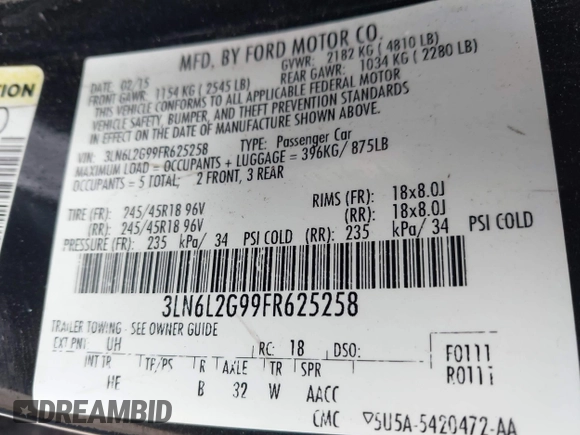 MFD. BY FORD MOTOR CO.
DATE: 02/15 GVWR: 2182 KG ( 4810 LB)
FRONT GAWR: 1154 KG ( 2545 LB) REAR GAWR: 1034 KG ( 2280 LB)
THIS VEHICLE CONFORMS TO ALL APPLICABLE FEDERAL MOTOR
VEHICLE SAFETY, BUMPER, AND THEFT PREVENTION STANDARDS
IN EFFECT ON THE DATE OF MANUFACTURE SHOWN ABOVE.
VIN: 3LN6L2G99FR625258 TYPE: Passenger Car
MAXIMUM LOAD = OCCUPANTS + LUGGAGE = 396KG/ 875LB
OCCUPANTS = 5 TOTAL; 2 FRONT, 3 REAR
TIRE (FR): 245/45R18 96V RIMS (FR): 18x8.0J
(RR): 245/45R18 96V (RR): 18x8.0J
PRESSURE (FR): 235 kPa/ 34 PSI COLD (RR): 235 kPa/ 34 PSI COLD
3LN6L2G99FR625258
TRAILER TOWING - SEE OWNER GUIDE
EXT PNT: UH RC: 18 DSO: F0111
R0111
INT TR TP/PS R AXLE TR SPR
HE B 32 W AACC
CMC 5U5A-5420472-AA
TION
DREAMBID